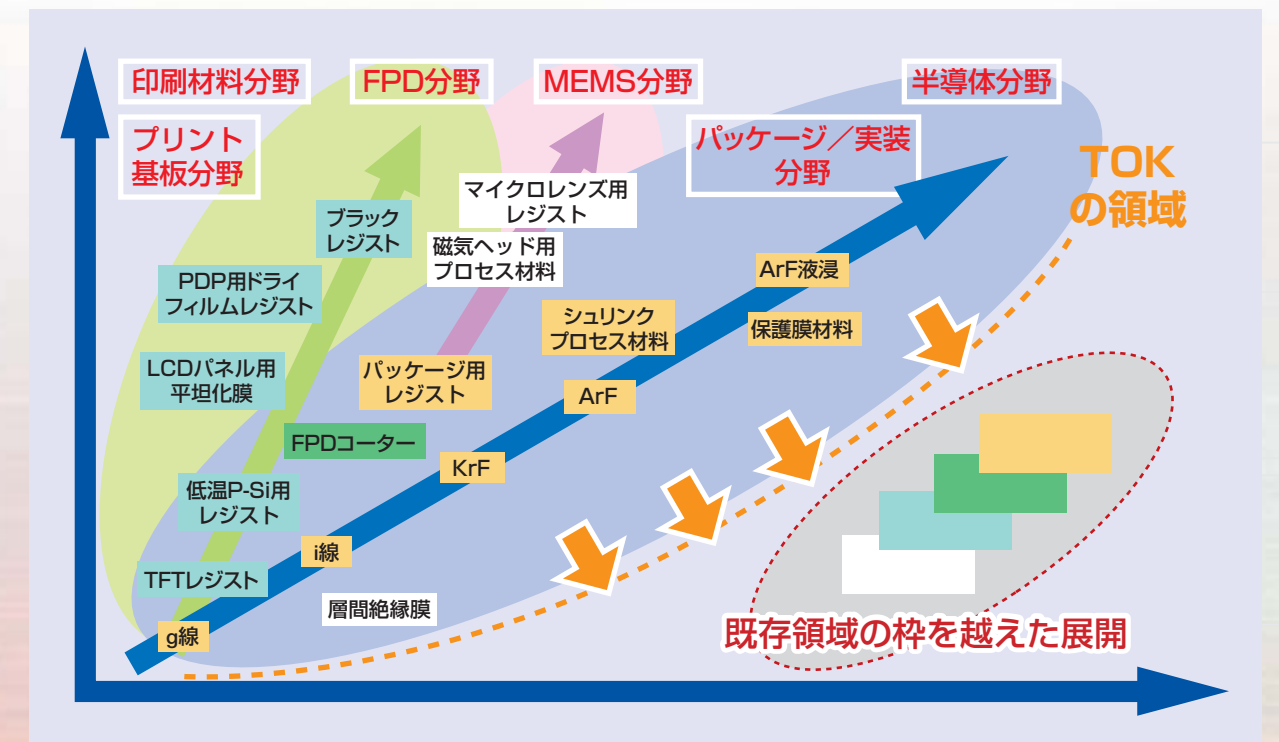 印刷材料分野
FPD分野
MEMS分野
半導体分野
プリント
基板分野
パッケージ／実装
分野
TOK
の領域
マイクロレンズ用
レジスト
ブラック
レジスト
磁気ヘッド用
プロセス材料
ArF液浸
PDP用ドライ
フィルムレジスト
シュリンク
プロセス材料
保護膜材料
LCDパネル用
平坦化膜
パッケージ用
レジスト
ArF
FPDコーター
KrF
低温P-Si用
レジスト
i線
TFTレジスト
層間絶縁膜
g線
既存領域の枠を越えた展開